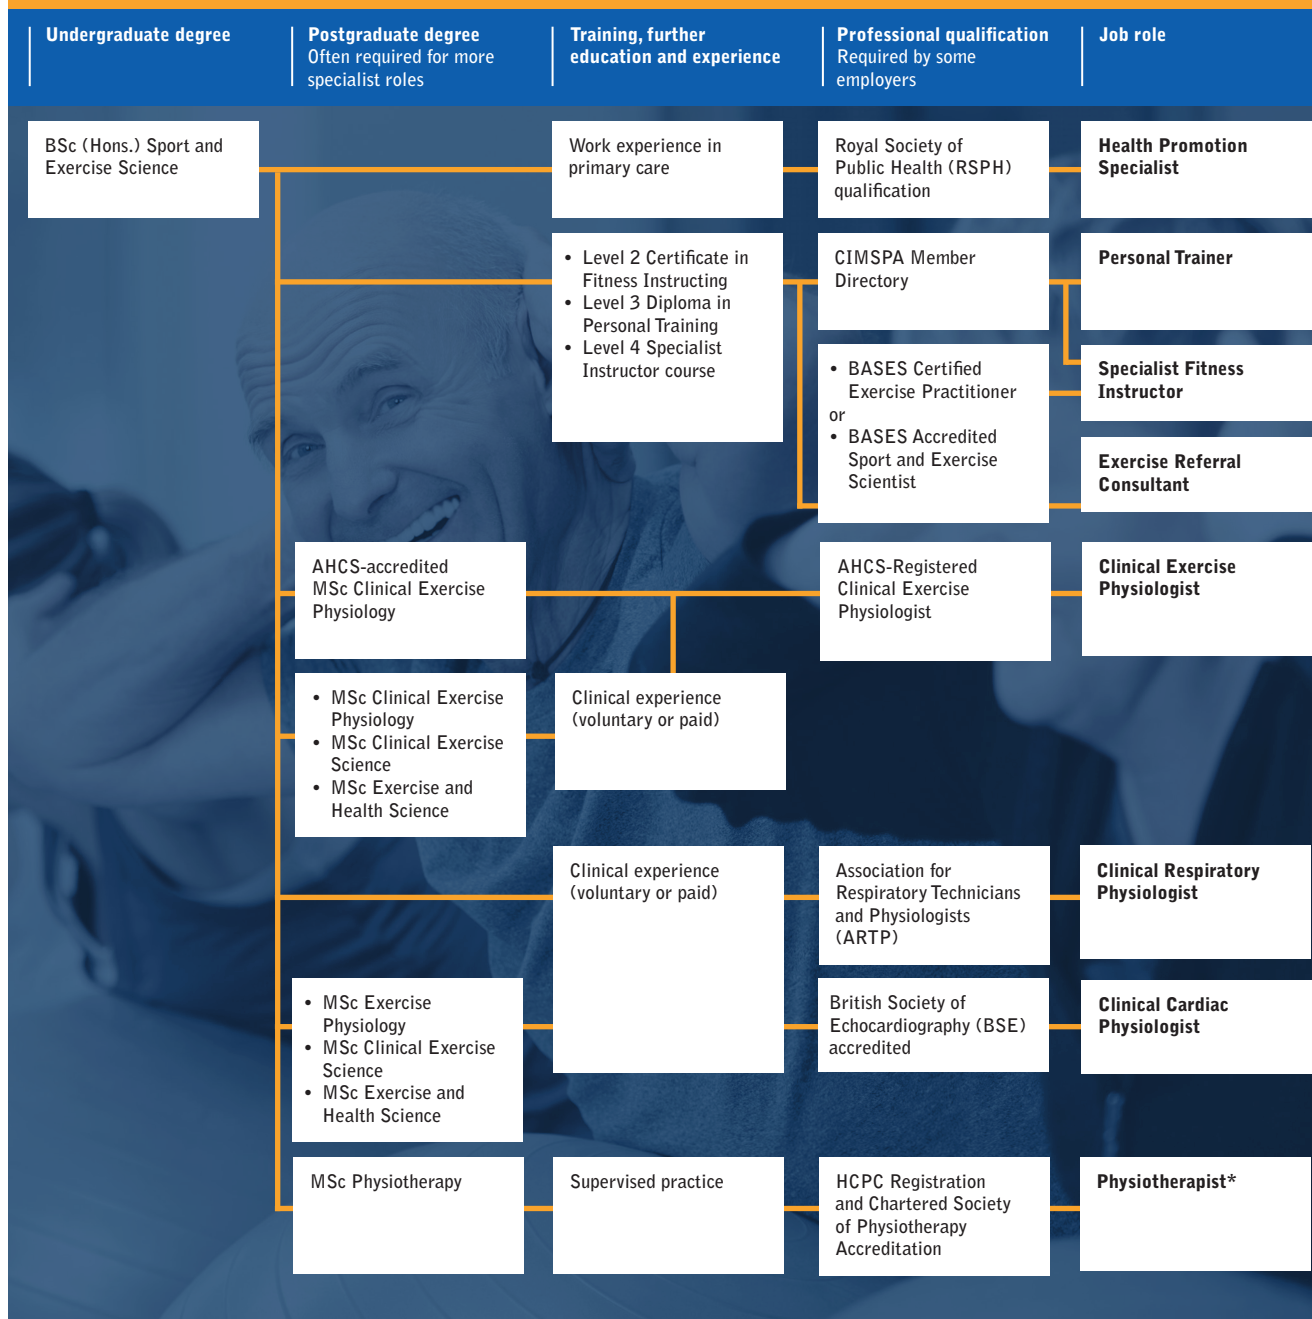 Undergraduate degree
Postgraduate degree
Often required for more
specialist roles
Training, further
education and experience
Professional qualification
Required by some
employers
Job role
BSc (Hons.) Sport and
Exercise Science
Work experience in
primary care
Royal Society of
Public Health (RSPH)
qualification
Health Promotion
Specialist
• Level 2 Certificate in
Fitness Instructing
• Level 3 Diploma in
Personal Training
• Level 4 Specialist
Instructor course
CIMSPA Member
Directory
Personal Trainer
• BASES Certified
Exercise Practitioner
or
• BASES Accredited
Sport and Exercise
Scientist
Specialist Fitness
Instructor
Exercise Referral
Consultant
AHCS-accredited
MSc Clinical Exercise
Physiology
AHCS-Registered
Clinical Exercise
Physiologist
Clinical Exercise
Physiologist
• MSc Clinical Exercise
Physiology
• MSc Clinical Exercise
Science
• MSc Exercise and
Health Science
Clinical experience
(voluntary or paid)
Clinical experience
(voluntary or paid)
Association for
Respiratory Technicians
and Physiologists
(ARTP)
Clinical Respiratory
Physiologist
• MSc Exercise
Physiology
• MSc Clinical Exercise
Science
• MSc Exercise and
Health Science
British Society of
Echocardiography (BSE)
accredited
Clinical Cardiac
Physiologist
MSc Physiotherapy
Supervised practice
HCPC Registration
and Chartered Society
of Physiotherapy
Accreditation
Physiotherapist*